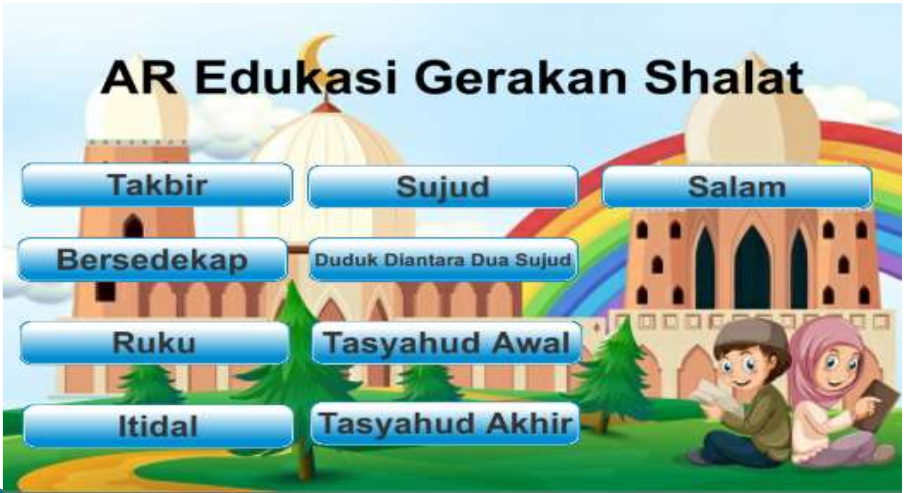 AR Edukasi Gerakan Shalat
Takbir
Bersedekap
Ruku
Itidal
Sujud
Duduk Diantara Dua Sujud
Tasyahud Awal
Tasyahud Akhir
Salam